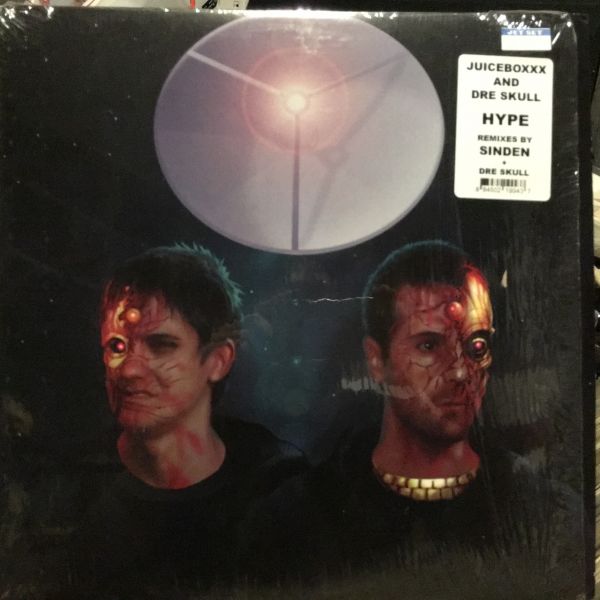 JET SET
JUICEBOXXX
AND
DRE SKULL
HYPE
REMIXES BY
SINDEN
+
DRE SKULL